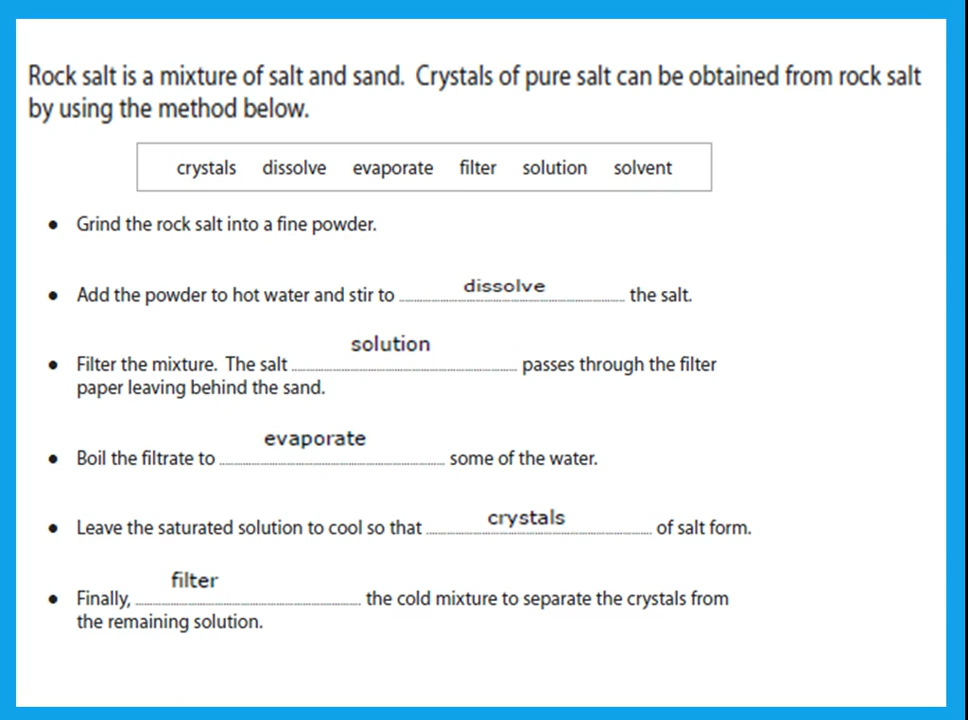 Rock salt is a mixture of salt and sand. Crystals of pure salt can be obtained from rock salt
by using the method below.
crystals dissolve evaporate filter solution solvent
• Grind the rock salt into a fine powder.
• Add the powder to hot water and stir to dissolve the salt.
• Filter the mixture. The salt solution passes through the filter
paper leaving behind the sand.
• Boil the filtrate to evaporate some of the water.
• Leave the saturated solution to cool so that crystals of salt form.
• Finally, filter the cold mixture to separate the crystals from
the remaining solution.